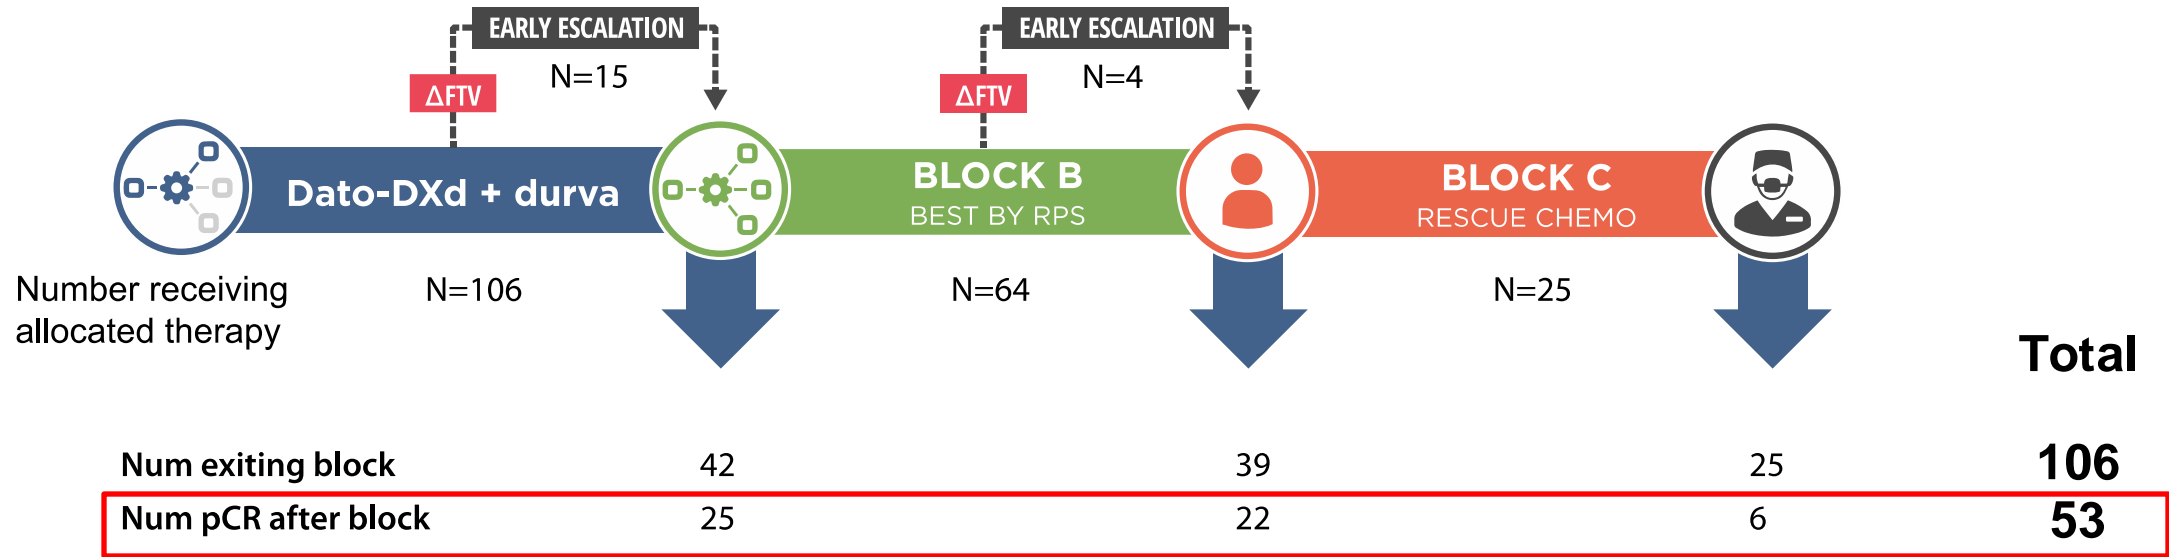 EARLY ESCALATION
EARLY ESCALATION
N=15
N=4
ΔFTV
ΔFTV
Dato-DXd + durva
BLOCK B
BEST BY RPS
BLOCK C
RESCUE CHEMO
Number receiving
allocated therapy
N=106
N=64
N=25
Total
Num exiting block 42 39 25 106
Num pCR after block 25 22 6 53